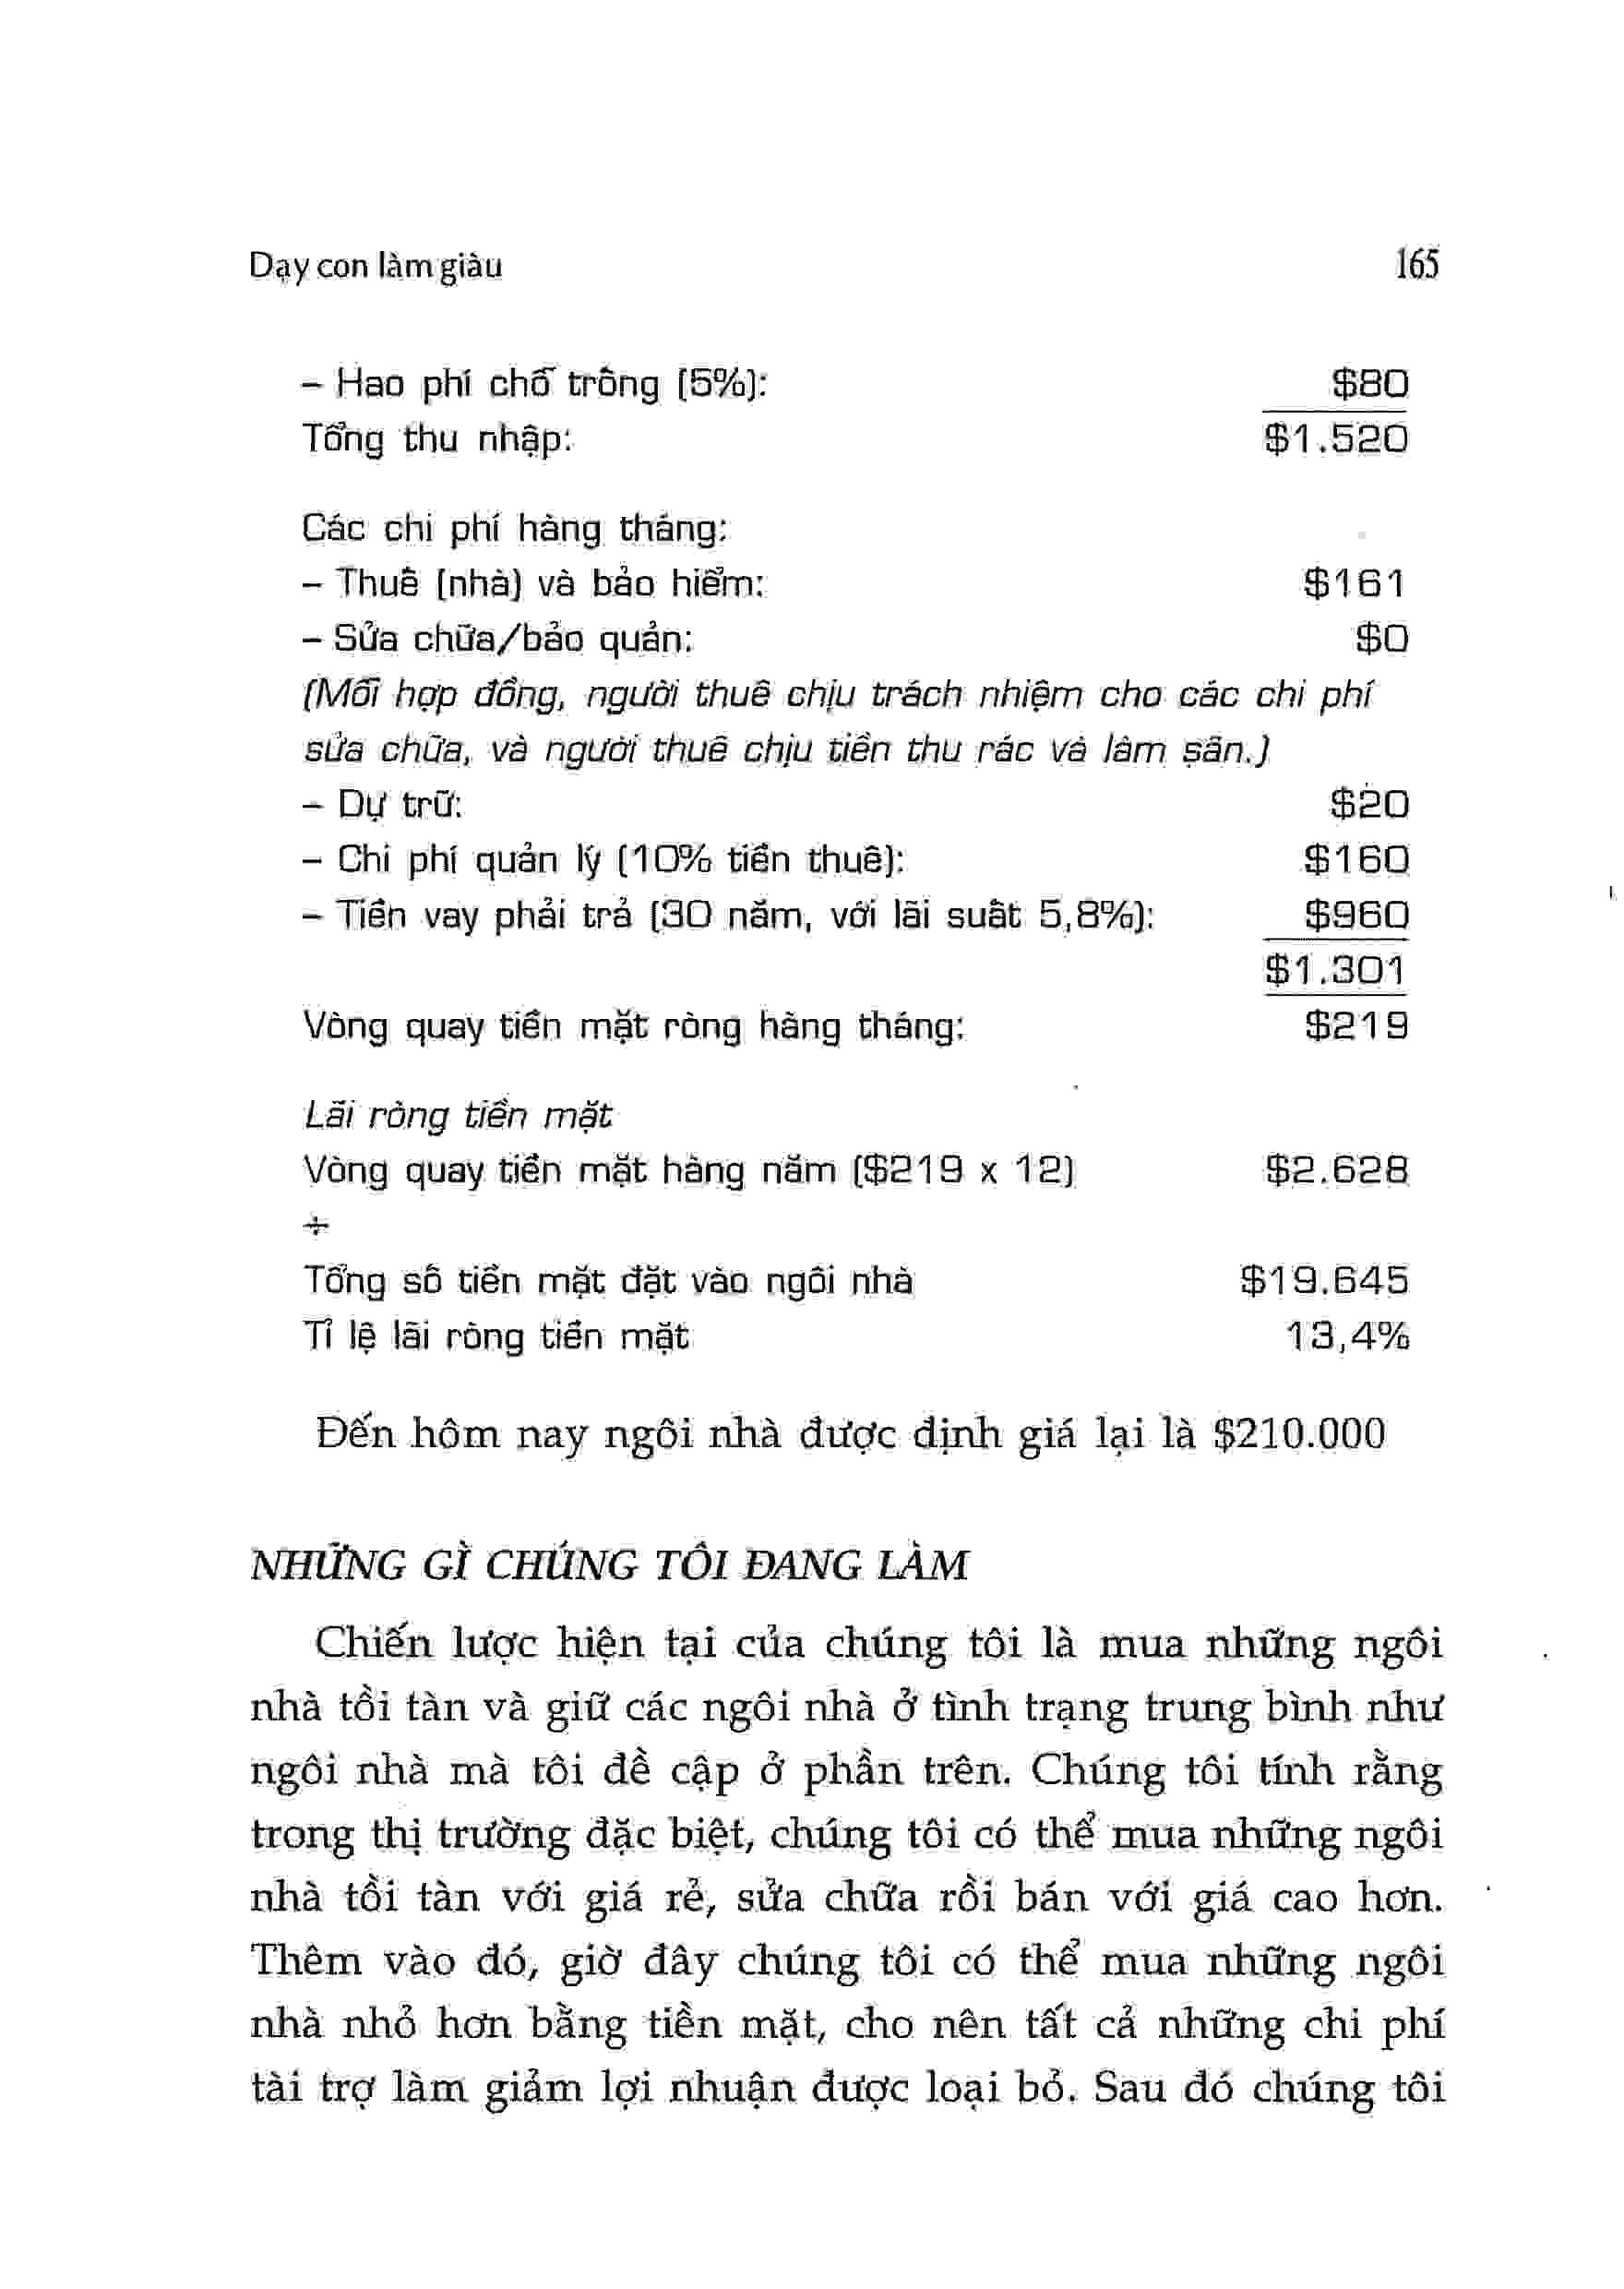 Dạy con làm giàu 165
– Hao phí chỗ trống (5%): $80
Tổng thu nhập: $1.520
Các chi phí hàng tháng:
– Thuế (nhà) và bảo hiểm: $161
– Sửa chữa/bảo quản: $0
(Mỗi hợp đồng, người thuê chịu trách nhiệm cho các chi phí
sửa chữa, và người thuê chịu tiền thu rác và làm sân.)
– Dự trữ: $20
– Chi phí quản lý (10% tiền thuê): $160
– Tiền vay phải trả (30 năm, với lãi suất 5,8%): $960
$1.301
Vòng quay tiền mặt ròng hàng tháng: $219
Lãi ròng tiền mặt
Vòng quay tiền mặt hàng năm ($219 x 12) $2.628
÷
Tổng số tiền mặt đặt vào ngôi nhà $19.645
Tỉ lệ lãi ròng tiền mặt 13,4%
Đến hôm nay ngôi nhà được định giá lại là $210.000
NHỮNG GÌ CHÚNG TÔI ĐANG LÀM
Chiến lược hiện tại của chúng tôi là mua những ngôi
nhà tồi tàn và giữ các ngôi nhà ở tình trạng trung bình như
ngôi nhà mà tôi đề cập ở phần trên. Chúng tôi tính rằng
trong thị trường đặc biệt, chúng tôi có thể mua những ngôi
nhà tồi tàn với giá rẻ, sửa chữa rồi bán với giá cao hơn.
Thêm vào đó, giờ đây chúng tôi có thể mua những ngôi
nhà nhỏ hơn bằng tiền mặt, cho nên tất cả những chi phí
tài trợ làm giảm lợi nhuận được loại bỏ. Sau đó chúng tôi